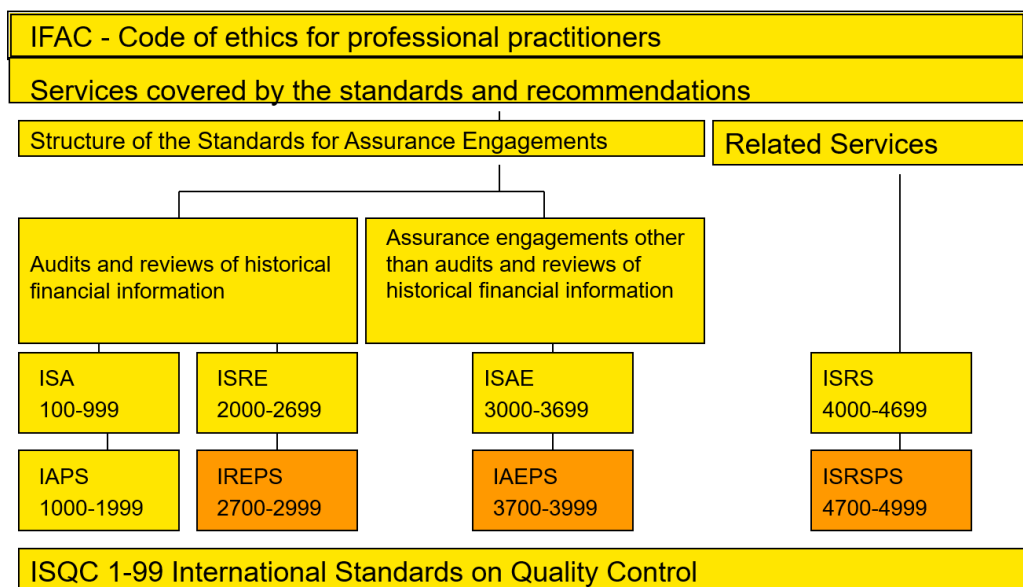 IFAC - Code of ethics for professional practitioners
Services covered by the standards and recommendations
Structure of the Standards for Assurance Engagements
Related Services
Audits and reviews of historical
financial information
Assurance engagements other
than audits and reviews of
historical financial information
ISA
100-999
ISRE
2000-2699
ISAE
3000-3699
ISRS
4000-4699
IAPS
1000-1999
IREPS
2700-2999
IAEPS
3700-3999
ISRSPS
4700-4999
ISQC 1-99 International Standards on Quality Control